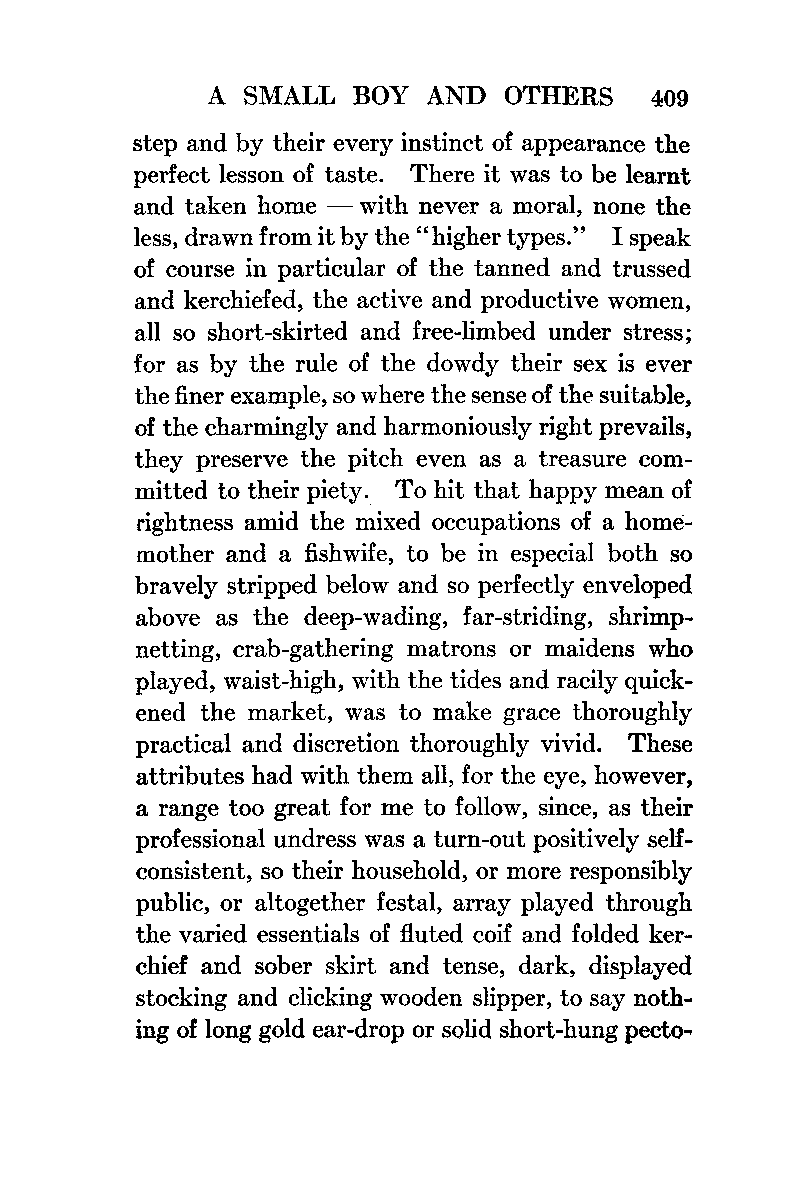 A SMALL BOY AND OTHERS 409
step and by their every instinct of appearance the
perfect lesson of taste. There it was to be learnt
and taken home — with never a moral, none the
less, drawn from it by the “higher types.” I speak
of course in particular of the tanned and trussed
and kerchiefed, the active and productive women,
all so short-skirted and free-limbed under stress;
for as by the rule of the dowdy their sex is ever
the finer example, so where the sense of the suitable,
of the charmingly and harmoniously right prevails,
they preserve the pitch even as a treasure com-
mitted to their piety. To hit that happy mean of
rightness amid the mixed occupations of a home-
mother and a fishwife, to be in especial both so
bravely stripped below and so perfectly enveloped
above as the deep-wading, far-striding, shrimp-
netting, crab-gathering matrons or maidens who
played, waist-high, with the tides and racily quick-
ened the market, was to make grace thoroughly
practical and discretion thoroughly vivid. These
attributes had with them all, for the eye, however,
a range too great for me to follow, since, as their
professional undress was a turn-out positively self-
consistent, so their household, or more responsibly
public, or altogether festal, array played through
the varied essentials of fluted coif and folded ker-
chief and sober skirt and tense, dark, displayed
stocking and clicking wooden slipper, to say noth-
ing of long gold ear-drop or solid short-hung pecto-